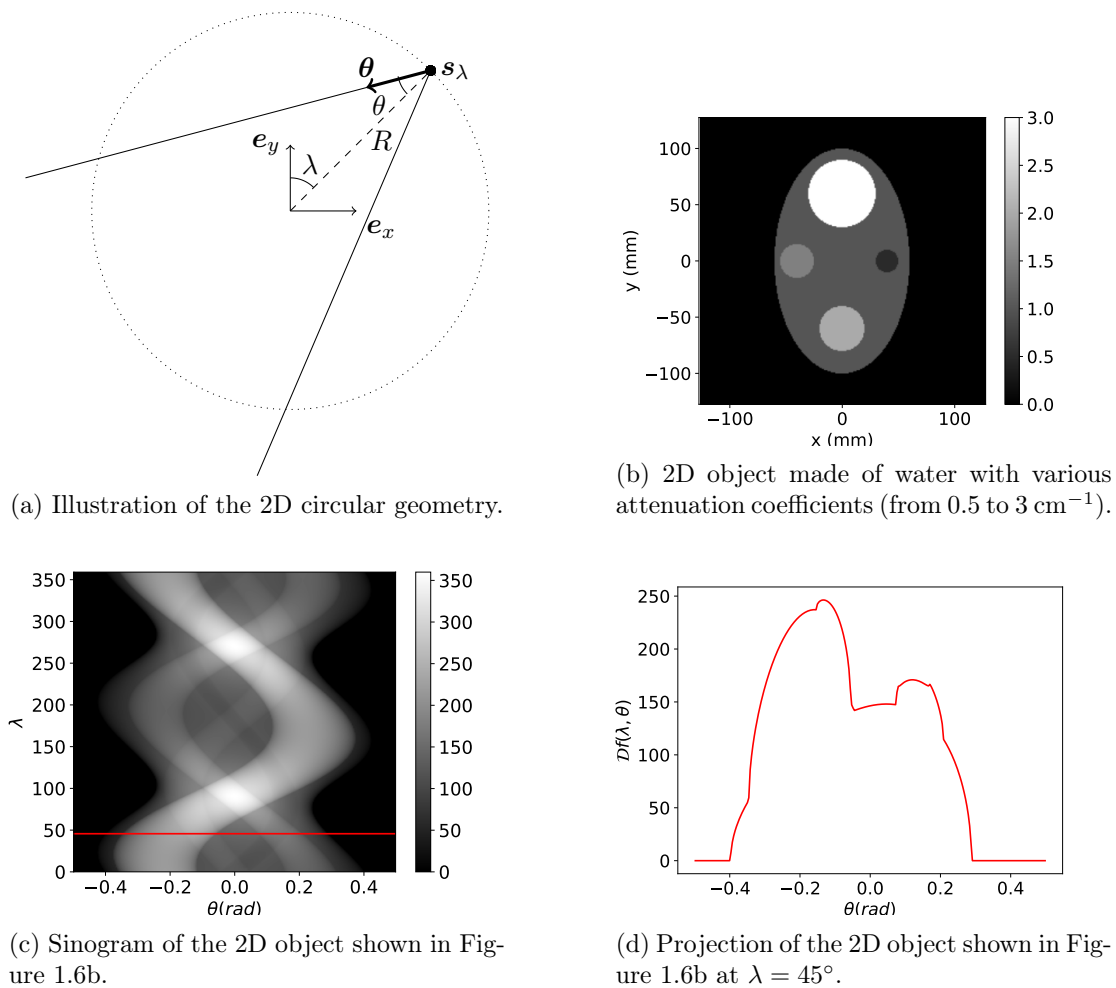 θ
s_λ
θ
R
e_y
λ
e_x
(a) Illustration of the 2D circular geometry.
100
50
0
−50
−100
y (mm)
−100
0
100
x (mm)
3.0
2.5
2.0
1.5
1.0
0.5
0.0
(b) 2D object made of water with various
attenuation coefficients (from 0.5 to 3 cm⁻¹).
350
300
250
200
150
100
50
0
λ
−0.4
−0.2
0.0
0.2
0.4
θ(rad)
350
300
250
200
150
100
50
0
(c) Sinogram of the 2D object shown in Fig-
ure 1.6b.
250
200
150
100
50
0
𝒟f(λ, θ)
−0.4
−0.2
0.0
0.2
0.4
θ(rad)
(d) Projection of the 2D object shown in Fig-
ure 1.6b at λ = 45°.